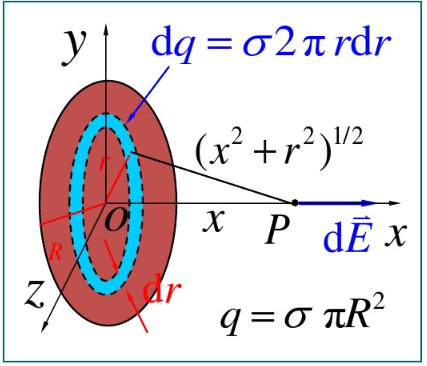 y
dq = σ2πrdr
(x² + r²)^{1/2}
r
o
x
P
dE⃗
x
R
z
dr
q = σ πR²